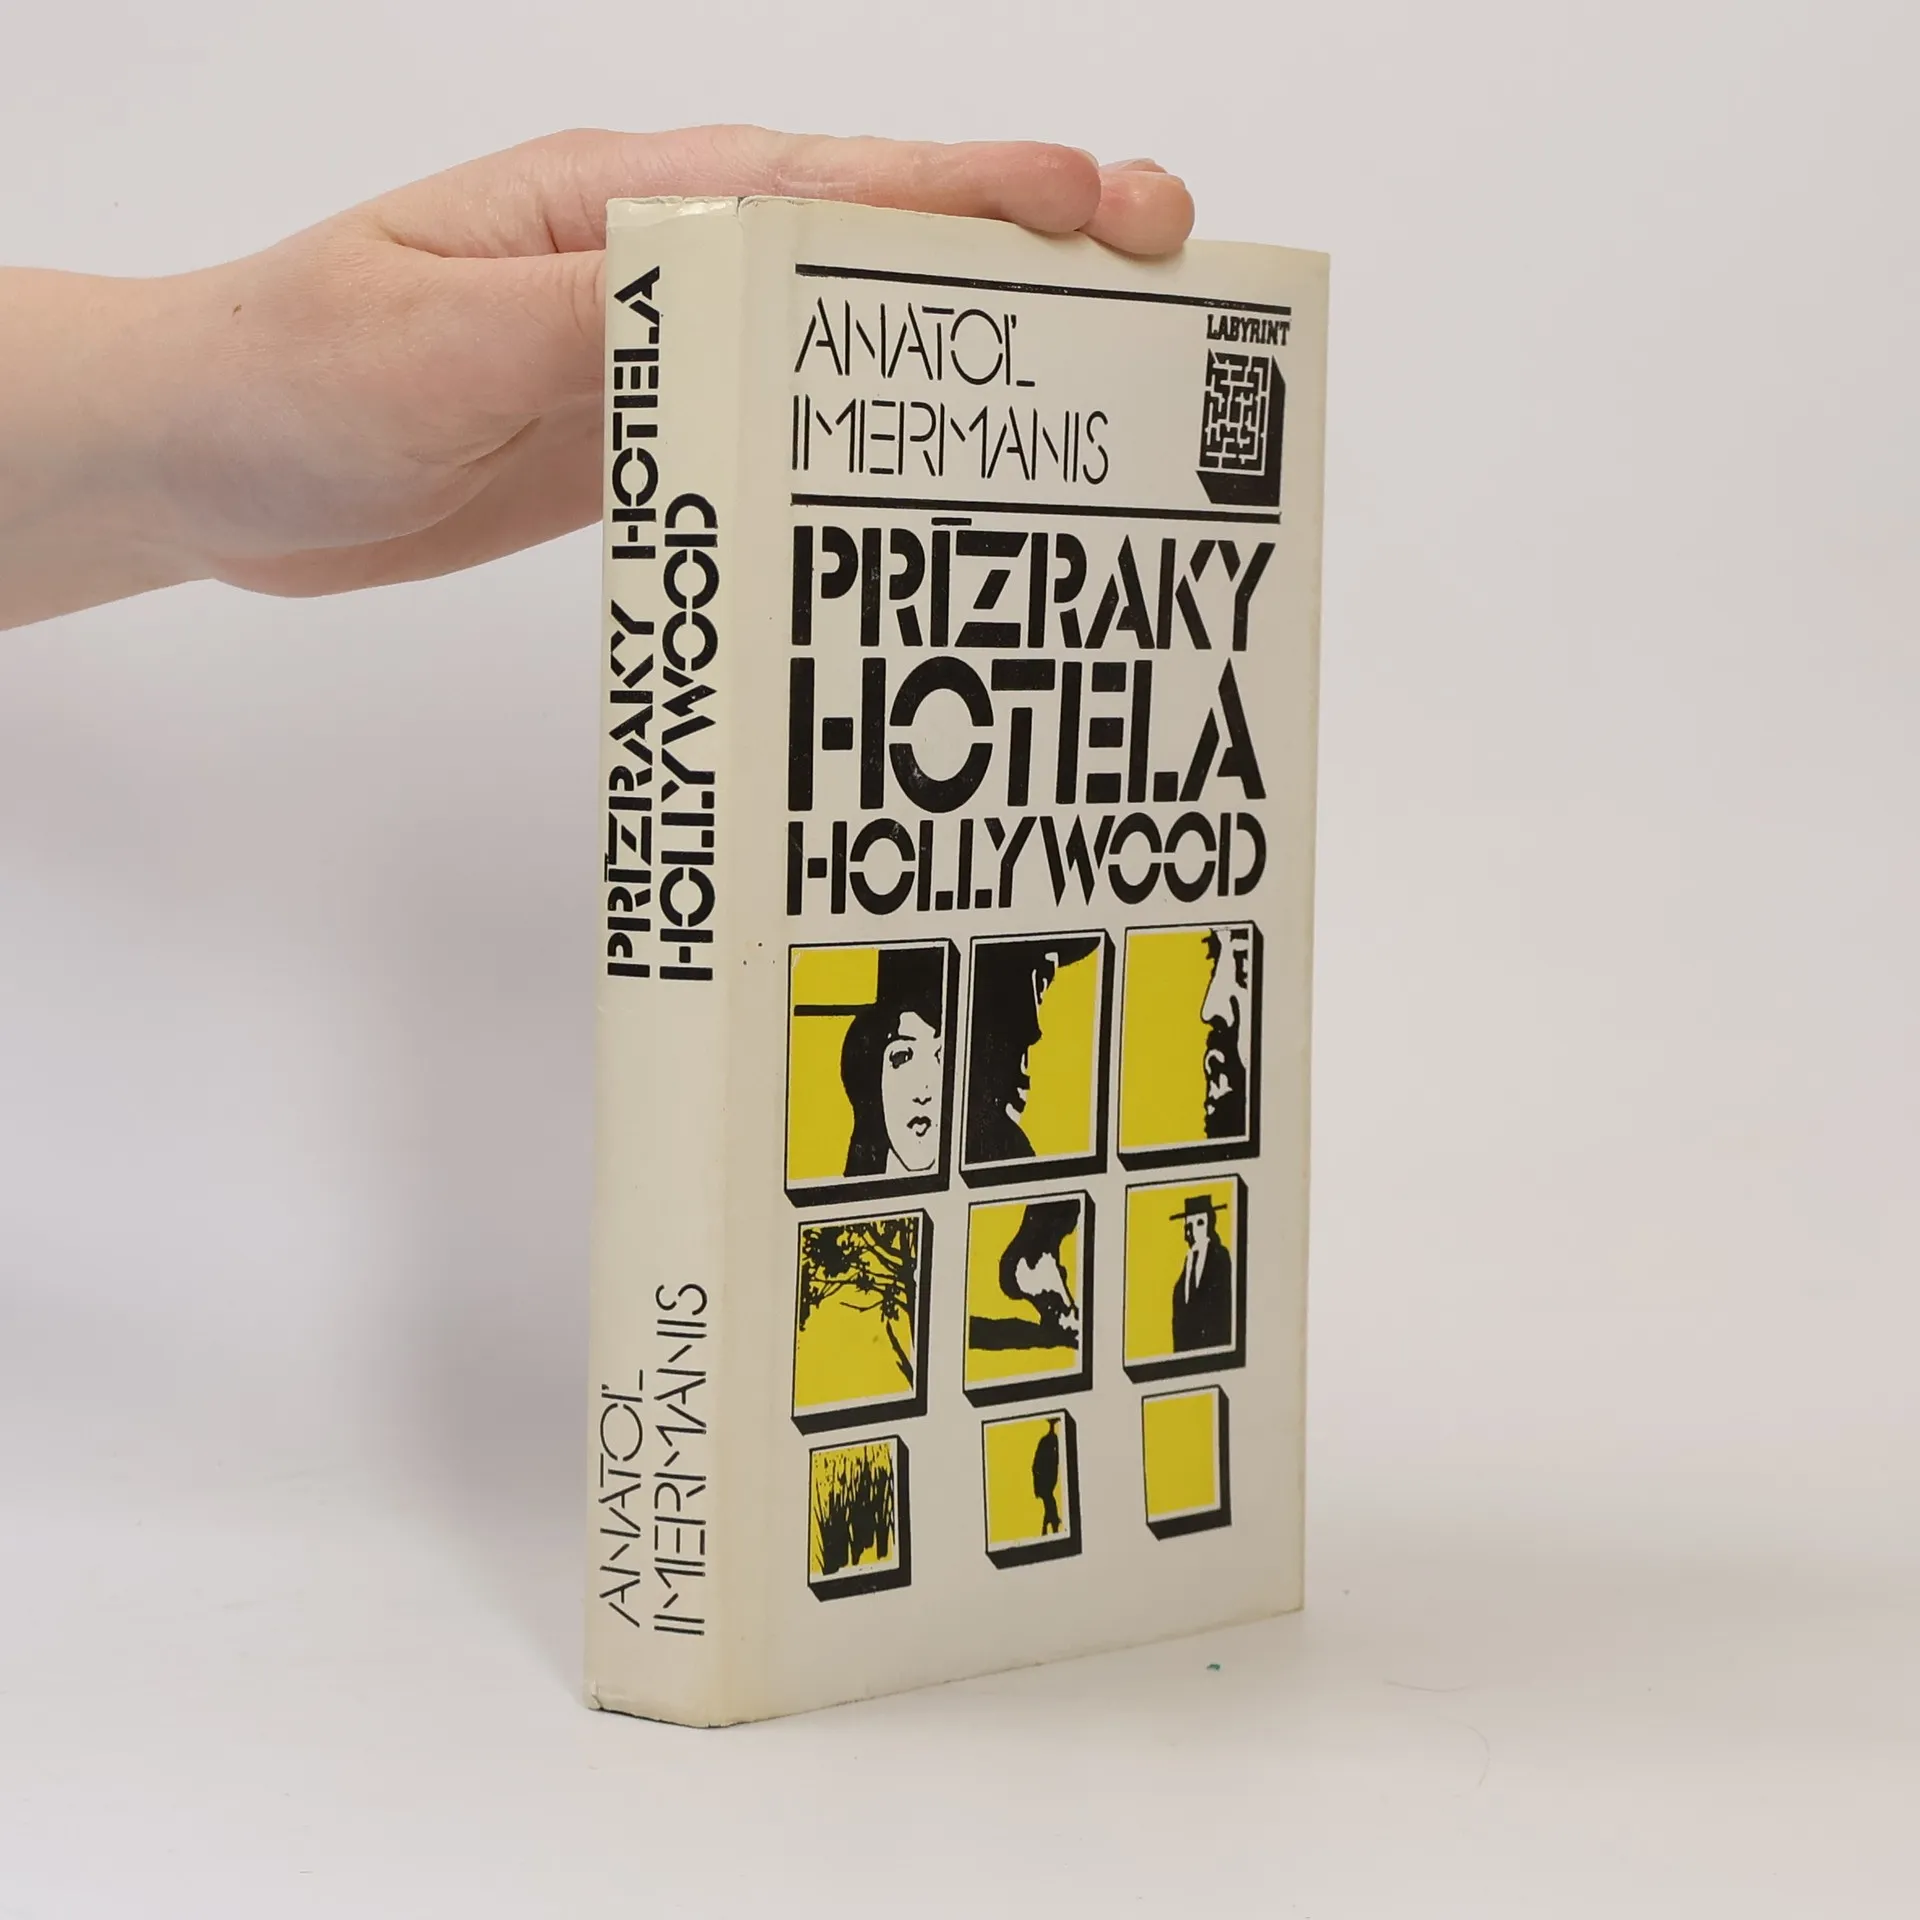 ANATOĽ
IMERMANIS
LABYRINT
PRÍZRAKY
HOTELA
HOLLYWOOD
PRÍZRAKY HOTELA
HOLLYWOOD
ANATOĽ
IMERMANIS